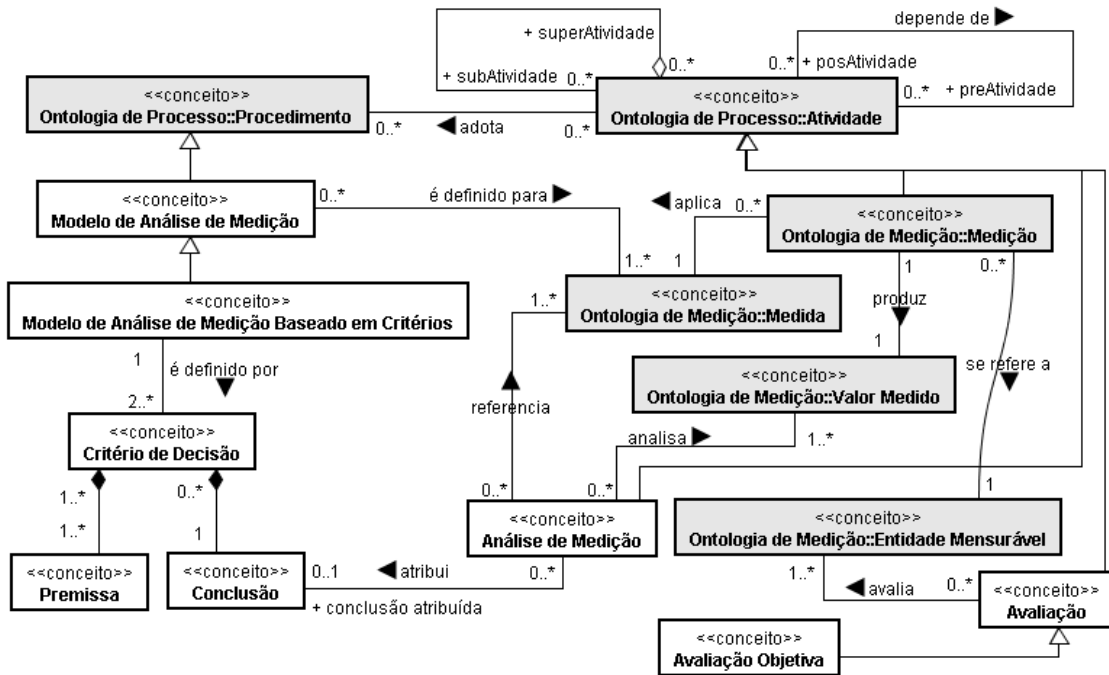 depende de
+ superAtividade
0..*
0..*
+ posAtividade
+ subAtividade
0..*
0..*
+ preAtividade
<<conceito>>
Ontologia de Processo::Procedimento
<<conceito>>
Ontologia de Processo::Atividade
0..*
adota
0..*
<<conceito>>
Modelo de Análise de Medição
0..*
é definido para
1..*
aplica
0..*
1
<<conceito>>
Ontologia de Medição::Medição
<<conceito>>
Modelo de Análise de Medição Baseado em Critérios
1..*
<<conceito>>
Ontologia de Medição::Medida
1
produz
1
0..*
se refere a
1
1
é definido por
2..*
<<conceito>>
Ontologia de Medição::Valor Medido
referencia
analisa
1..*
<<conceito>>
Critério de Decisão
1..*
0..*
1..*
1
0..*
0..*
<<conceito>>
Análise de Medição
<<conceito>>
Ontologia de Medição::Entidade Mensurável
<<conceito>>
Premissa
<<conceito>>
Conclusão
0..1
atribui
0..*
+ conclusão atribuída
1..*
avalia
0..*
<<conceito>>
Avaliação
<<conceito>>
Avaliação Objetiva